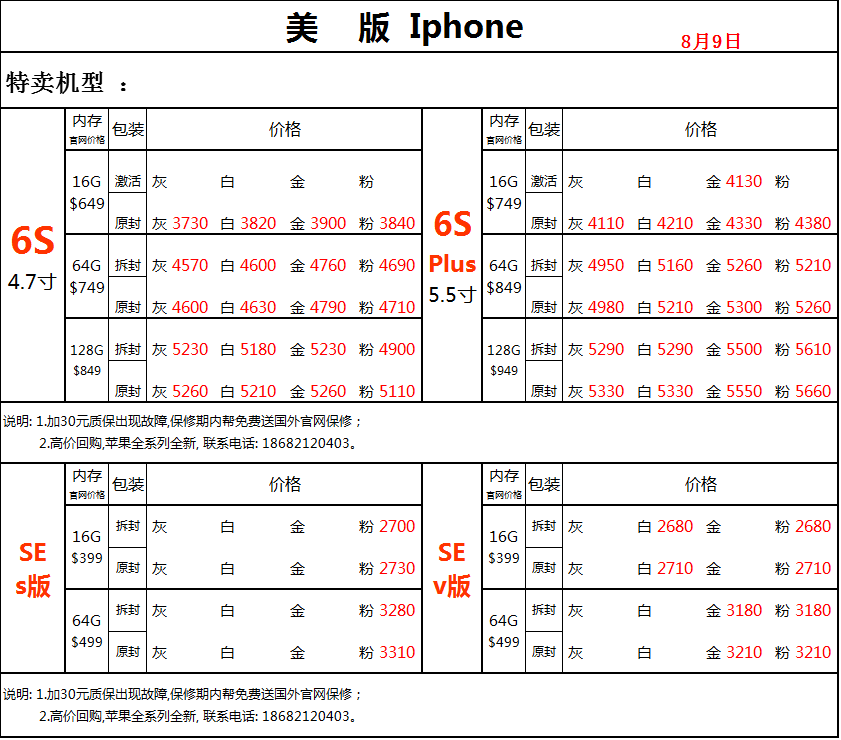 美 版 Iphone
8月9日
特卖机型 :
内存 包装 价格
官网价格
6S
4.7寸
16G 激活 灰 白 金 粉
$649
原封 灰 3730 白 3820 金 3900 粉 3840
64G 拆封 灰 4570 白 4600 金 4760 粉 4690
$749
原封 灰 4600 白 4630 金 4790 粉 4710
128G 拆封 灰 5230 白 5180 金 5230 粉 4900
$849
原封 灰 5260 白 5210 金 5260 粉 5110
内存 包装 价格
官网价格
6S
Plus
5.5寸
16G 激活 灰 白 金 4130 粉
$749
原封 灰 4110 白 4210 金 4330 粉 4380
64G 拆封 灰 4950 白 5160 金 5260 粉 5210
$849
原封 灰 4980 白 5210 金 5300 粉 5260
128G 拆封 灰 5290 白 5290 金 5500 粉 5610
$949
原封 灰 5330 白 5330 金 5550 粉 5660
说明: 1.加30元质保出现故障,保修期内帮免费送国外官网保修；
2.高价回购,苹果全系列全新, 联系电话: 18682120403。
内存 包装 价格
官网价格
SE
s版
16G 拆封 灰 白 金 粉 2700
$399
原封 灰 白 金 粉 2730
64G 拆封 灰 白 金 粉 3280
$499
原封 灰 白 金 粉 3310
内存 包装 价格
官网价格
SE
v版
16G 拆封 灰 白 2680 金 粉 2680
$399
原封 灰 白 2710 金 粉 2710
64G 拆封 灰 白 金 3180 粉 3180
$499
原封 灰 白 金 3210 粉 3210
说明: 1.加30元质保出现故障,保修期内帮免费送国外官网保修；
2.高价回购,苹果全系列全新, 联系电话: 18682120403。